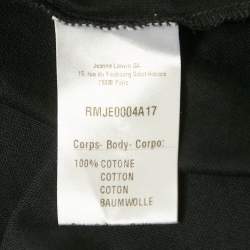 Jeanne Lanvin SA
15, Rue du Faubourg Saint-Honoré
75008 Paris
RMJE0004A17
Corps- Body- Corpo:
100% COTONE
COTTON
COTON
BAUMWOLLE